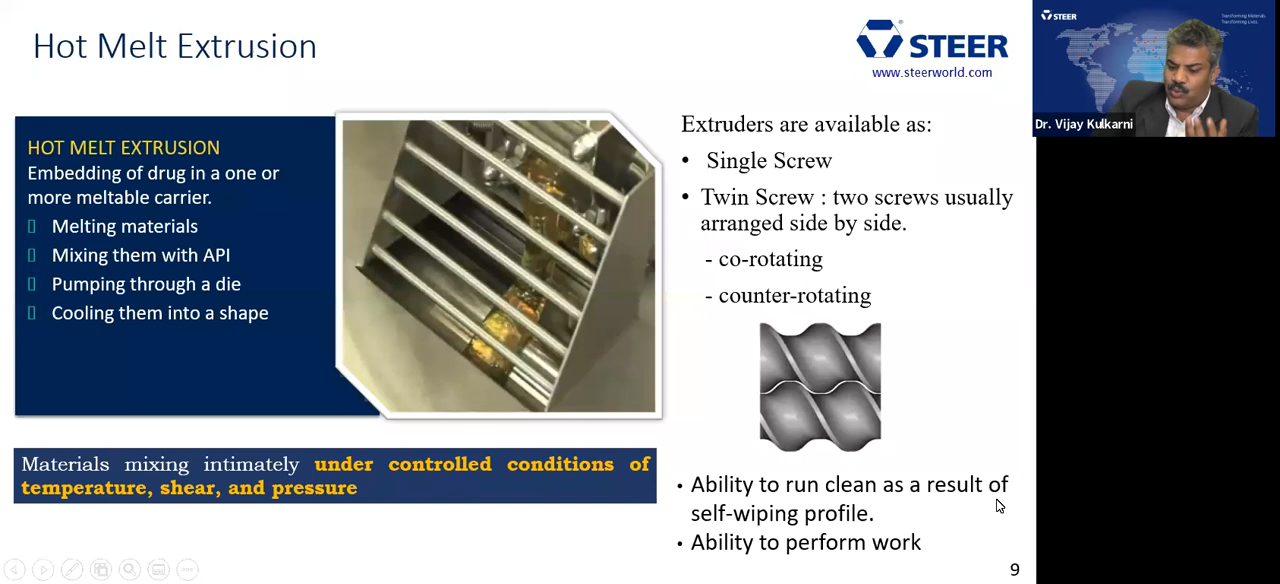 Hot Melt Extrusion
STEER
www.steerworld.com
STEER
Transforming Materials.
Transforming Lives.
Dr. Vijay Kulkarni
HOT MELT EXTRUSION
Embedding of drug in a one or
more meltable carrier.
Melting materials
Mixing them with API
Pumping through a die
Cooling them into a shape
Materials mixing intimately under controlled conditions of
temperature, shear, and pressure
Extruders are available as:
• Single Screw
• Twin Screw : two screws usually
arranged side by side.
- co-rotating
- counter-rotating
• Ability to run clean as a result of
self-wiping profile.
• Ability to perform work
9